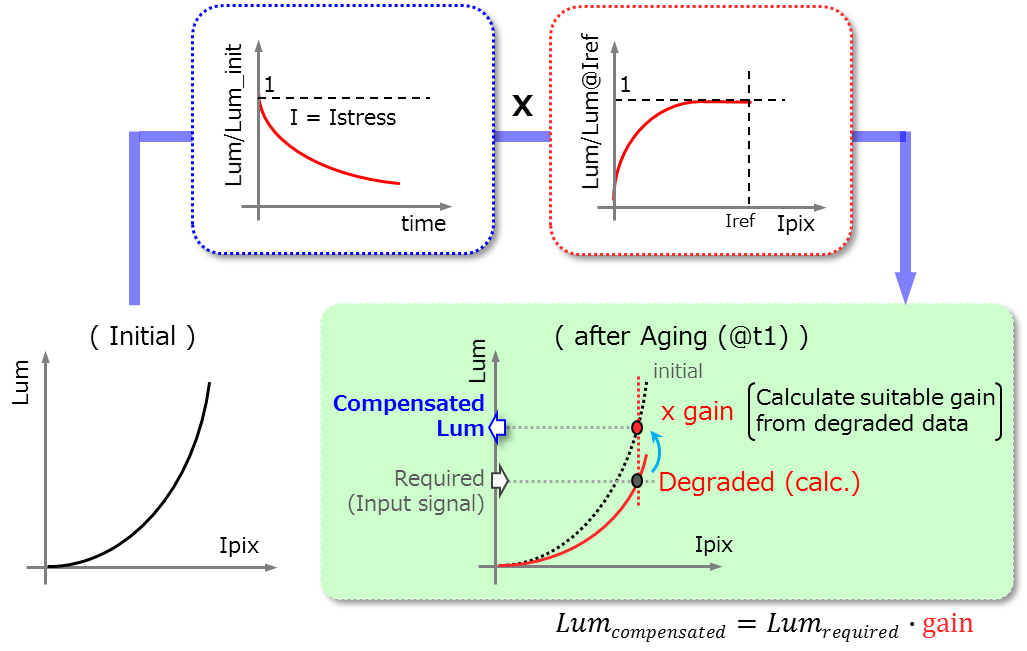 Lum/Lum_init
1
I = Istress
time
X
Lum/Lum@Iref
1
Iref
Ipix
( Initial )
Lum
Ipix
( after Aging (@t1) )
Lum
initial
Compensated
Lum
x gain
Calculate suitable gain
from degraded data
Required
(Input signal)
Degraded (calc.)
Ipix
Lum_compensated = Lum_required · gain